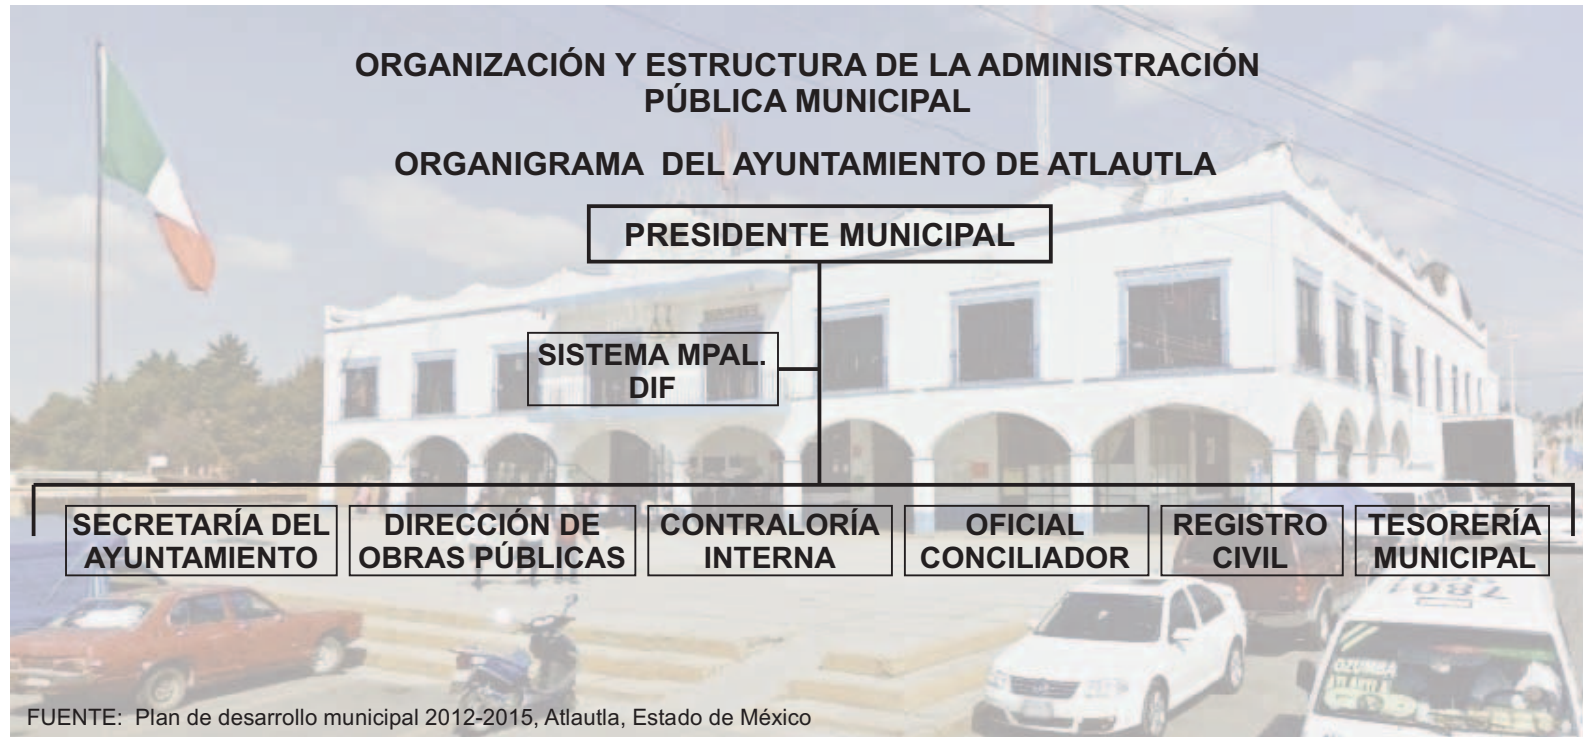 ORGANIZACIÓN Y ESTRUCTURA DE LA ADMINISTRACIÓN
PÚBLICA MUNICIPAL
ORGANIGRAMA DEL AYUNTAMIENTO DE ATLAUTLA
PRESIDENTE MUNICIPAL
SISTEMA MPAL.
DIF
SECRETARÍA DEL
AYUNTAMIENTO
DIRECCIÓN DE
OBRAS PÚBLICAS
CONTRALORÍA
INTERNA
OFICIAL
CONCILIADOR
REGISTRO
CIVIL
TESORERÍA
MUNICIPAL
OZUMBA
FUENTE: Plan de desarrollo municipal 2012-2015, Atlautla, Estado de México